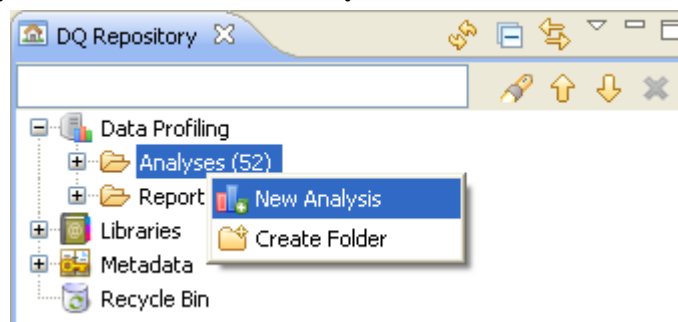 DQ Repository
Data Profiling
Analyses (52)
Report
New Analysis
Libraries
Create Folder
Metadata
Recycle Bin